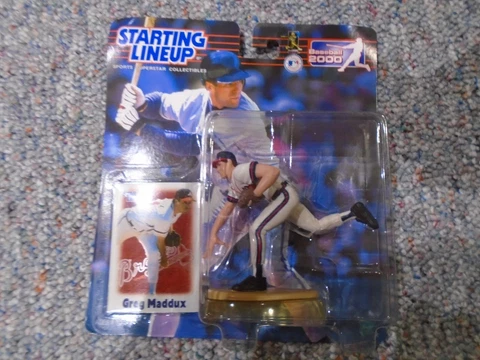 STARTING
LINEUP
SPORTS SUPERSTAR COLLECTIBLES
Baseball
2000
Greg Maddux